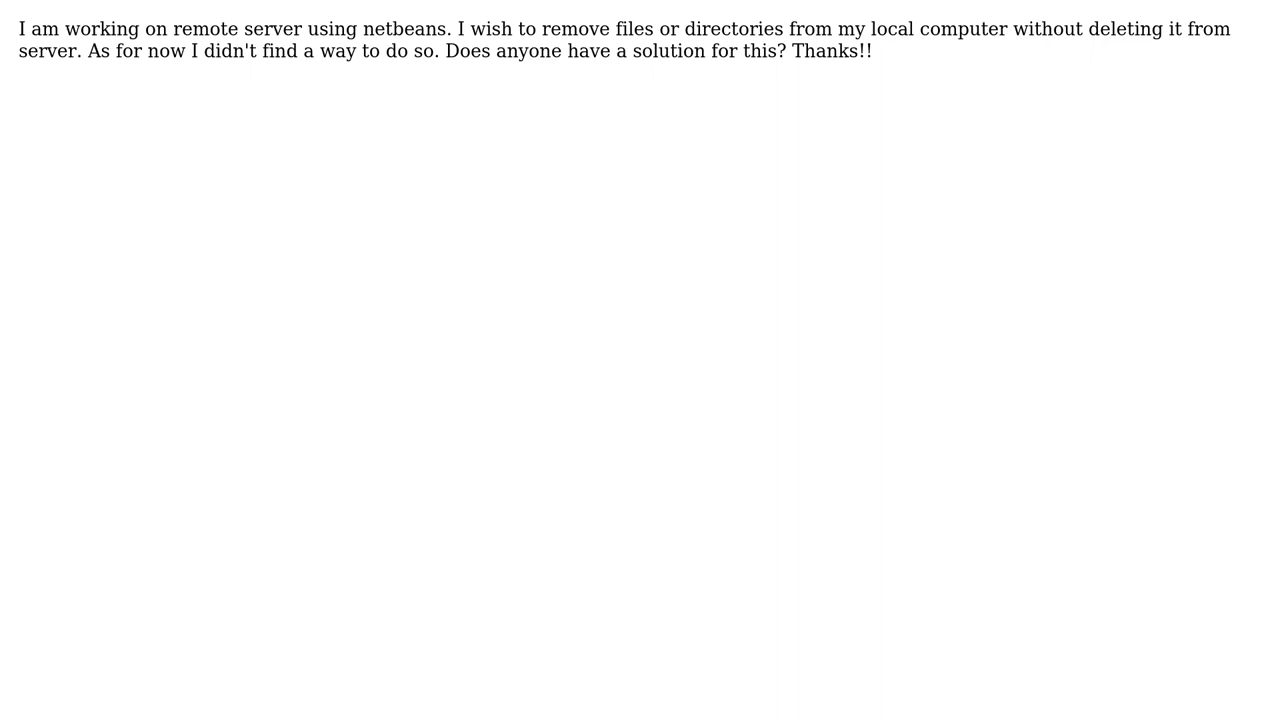 I am working on remote server using netbeans. I wish to remove files or directories from my local computer without deleting it from
server. As for now I didn't find a way to do so. Does anyone have a solution for this? Thanks!!